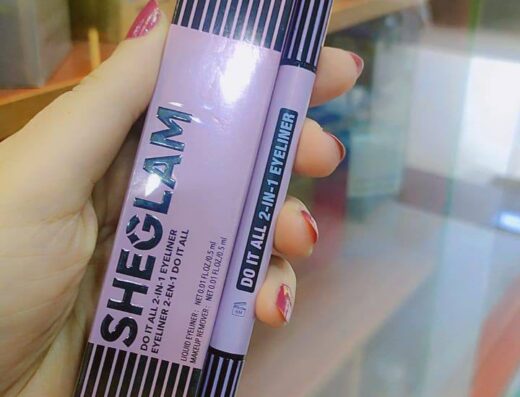 SHEGLAM
DO IT ALL 2-IN-1 EYELINER
EYELINER 2-EN-1 DO IT ALL
LIQUID EYELINER: NET 0.01 FL.OZ/0.5 ml
MAKEUP REMOVER: NET 0.01 FL.OZ/0.5 ml
DO IT ALL 2-IN-1 EYELINER